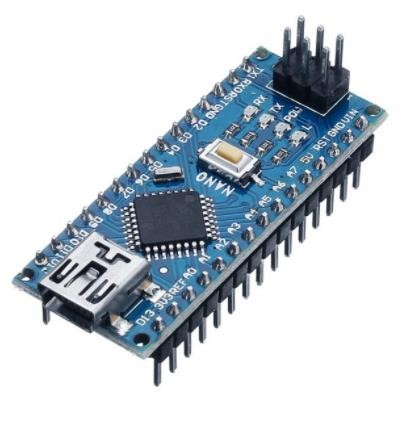 TX1 RX0 RST GND D2 D3 D4 D5 D6 D7 D8 D9 D10 D11 D12
RX
TX
POW
L
NANO
D13 3V3 REF A0 A1 A2 A3 A4 A5 A6 A7 5V RST GND VIN